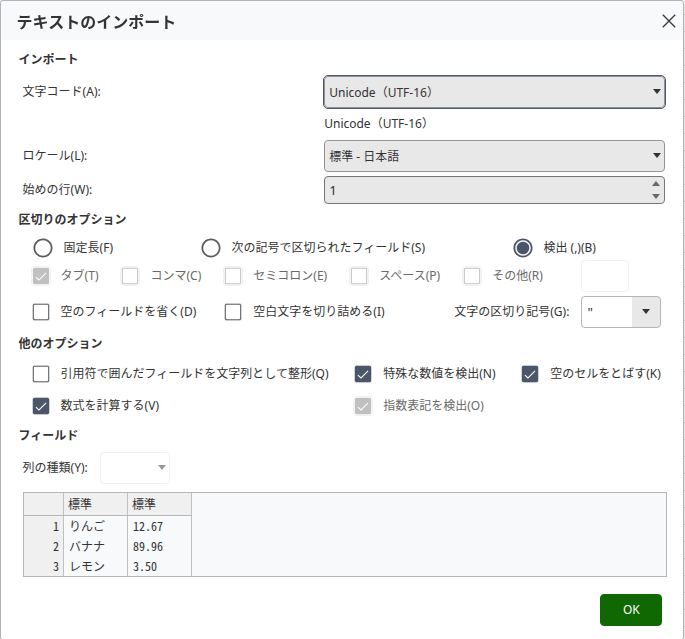 テキストのインポート
インポート
文字コード(A): Unicode（UTF-16）
Unicode（UTF-16）
ロケール(L): 標準 - 日本語
始めの行(W): 1
区切りのオプション
固定長(F) 次の記号で区切られたフィールド(S) 検出 (,)(B)
タブ(T) コンマ(C) セミコロン(E) スペース(P) その他(R)
空のフィールドを省く(D) 空白文字を切り詰める(I) 文字の区切り記号(G): "
他のオプション
引用符で囲んだフィールドを文字列として整形(Q) 特殊な数値を検出(N) 空のセルをとばす(K)
数式を計算する(V) 指数表記を検出(O)
フィールド
列の種類(Y):
標準 標準
1 りんご 12.67
2 バナナ 89.96
3 レモン 3.50
OK